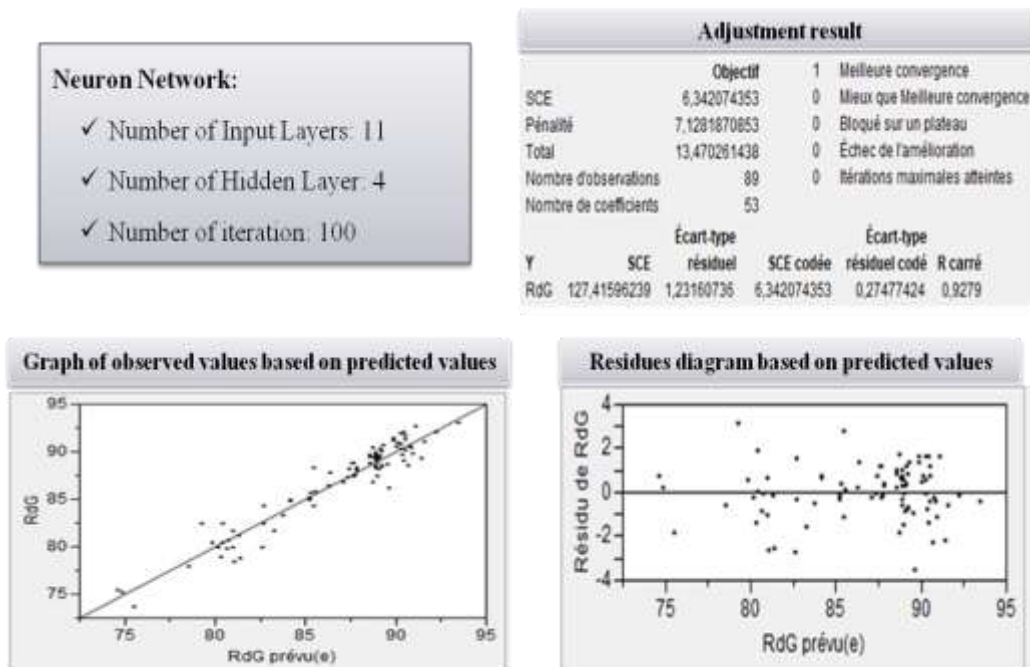 Neuron Network:
✓ Number of Input Layers: 11
✓ Number of Hidden Layer: 4
✓ Number of iteration: 100
Adjustment result
Objectif
SCE 6,342074353
Pénalité 7,1281870853
Total 13,470261438
Nombre d'observations 89
Nombre de coefficients 53
1 Meilleure convergence
0 Mieux que Meilleure convergence
0 Bloqué sur un plateau
0 Échec de l'amélioration
0 Itérations maximales atteintes
Écart-type Écart-type
Y SCE résiduel SCE codée résiduel codé R carré
RdG 127,41596239 1,23160736 6,342074353 0,27477424 0,9279
Graph of observed values based on predicted values
95
90
85
80
75
RdG
75 80 85 90 95
RdG prévu(e)
Residues diagram based on predicted values
4
2
0
-2
-4
Résidu de RdG
75 80 85 90 95
RdG prévu(e)